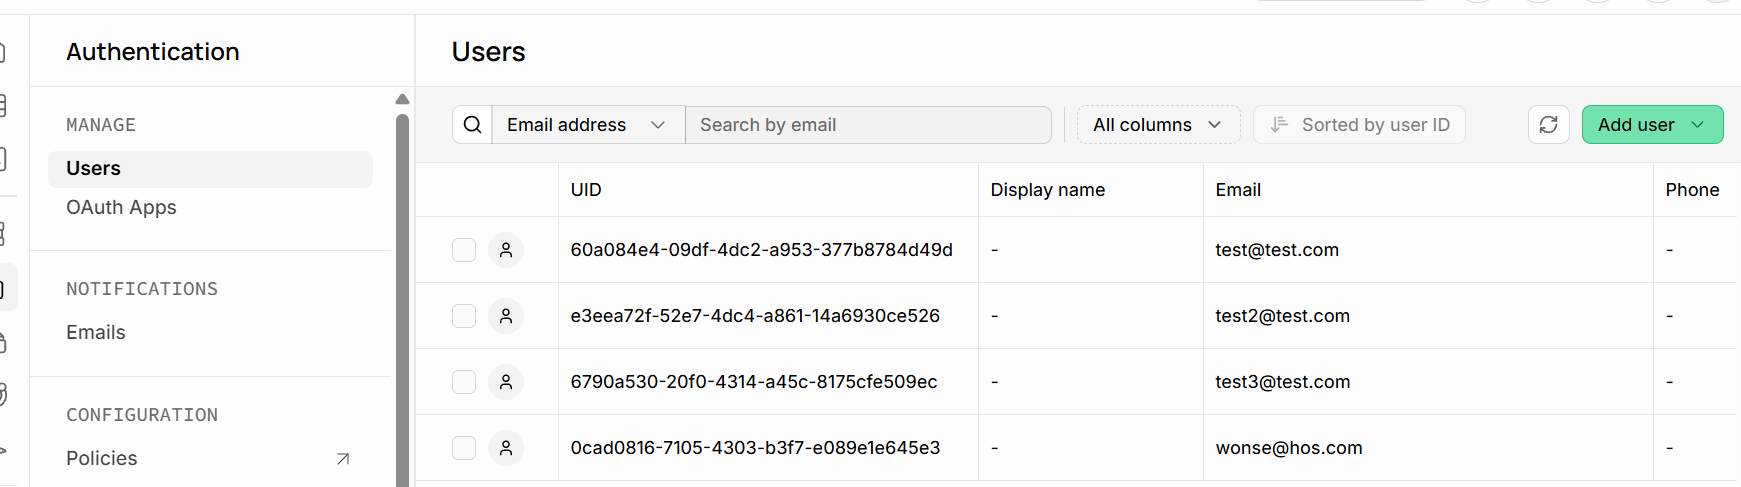 Authentication
MANAGE
Users
OAuth Apps
NOTIFICATIONS
Emails
CONFIGURATION
Policies
Users
Email address Search by email All columns Sorted by user ID Add user
UID Display name Email Phone
60a084e4-09df-4dc2-a953-377b8784d49d - test@test.com -
e3eea72f-52e7-4dc4-a861-14a6930ce526 - test2@test.com -
6790a530-20f0-4314-a45c-8175cfe509ec - test3@test.com -
0cad0816-7105-4303-b3f7-e089e1e645e3 - wonse@hos.com -